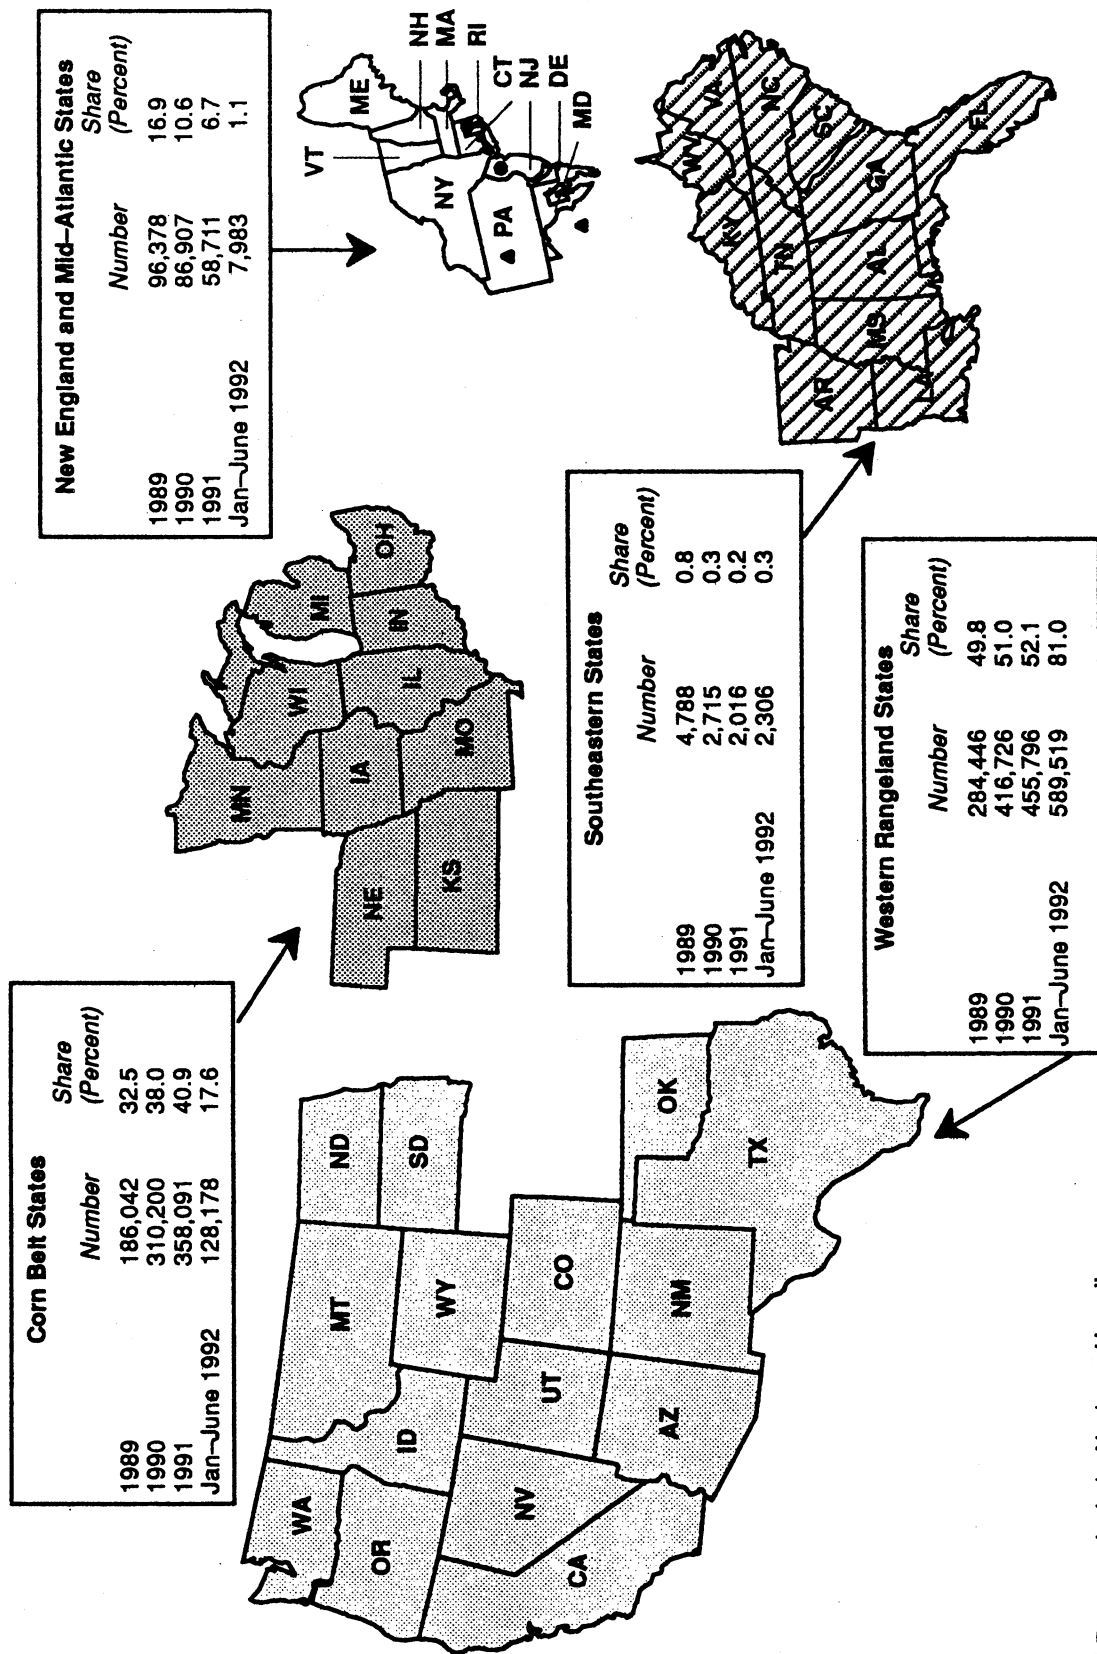 Corn Belt States
Number Share
(Percent)
1989 186,042 32.5
1990 310,200 38.0
1991 358,091 40.9
Jan–June 1992 128,178 17.6
New England and Mid–Atlantic States
Number Share
(Percent)
1989 96,378 16.9
1990 86,907 10.6
1991 58,711 6.7
Jan–June 1992 7,983 1.1
WA
OR
CA
NV
ID
MT
WY
UT
AZ
CO
NM
ND
SD
OK
TX
NE
KS
MN
IA
MO
WI
IL
MI
IN
OH
VT
ME
NH
MA
RI
CT
NJ
DE
MD
NY
PA
Southeastern States
Number Share
(Percent)
1989 4,788 0.8
1990 2,715 0.3
1991 2,016 0.2
Jan–June 1992 2,306 0.3
AR
MS
AL
GA
FL
SC
NC
TN
KY
WV
VA
Western Rangeland States
Number Share
(Percent)
1989 284,446 49.8
1990 416,726 51.0
1991 455,796 52.1
Jan–June 1992 589,519 81.0